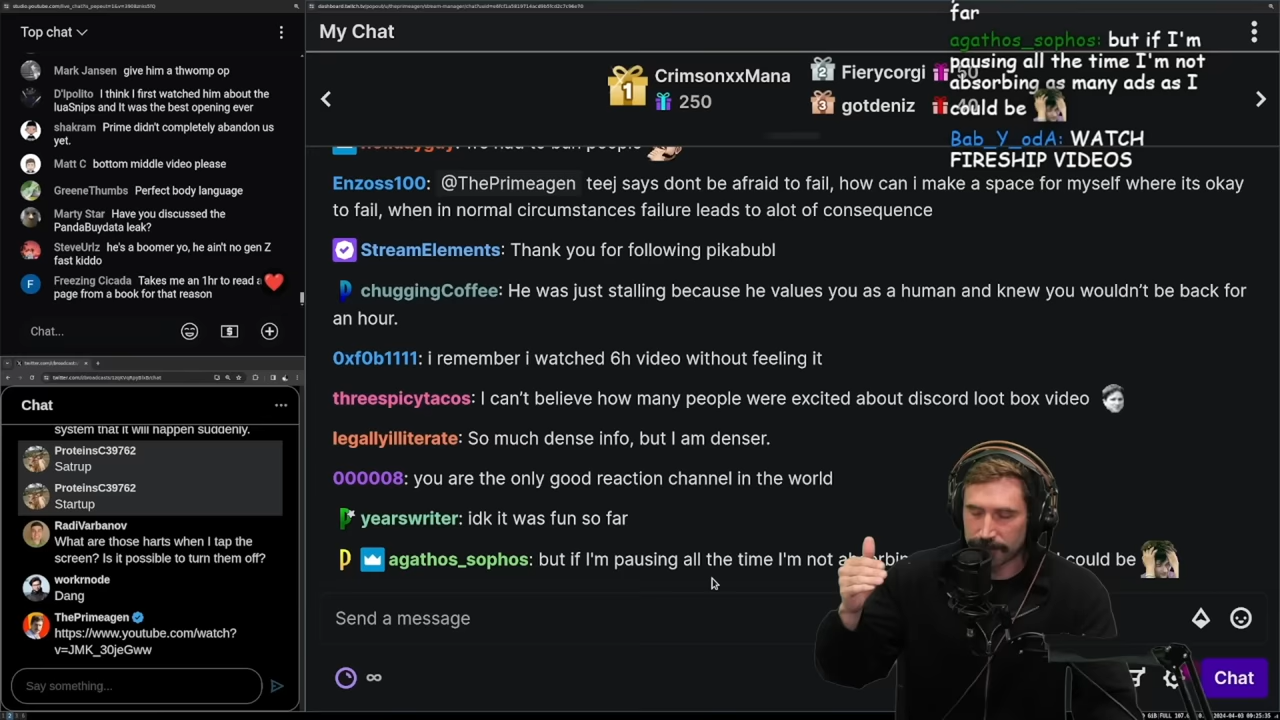 Top chat
Mark Jansen give him a thwomp op
D'Ipolito I think I first watched him about the
luaSnips and It was the best opening ever
shakram Prime didn't completely abandon us
yet.
Matt C bottom middle video please
GreeneThumbs Perfect body language
Marty Star Have you discussed the
PandaBuydata leak?
SteveUrlz he's a boomer yo, he ain't no gen Z
fast kiddo
F
Freezing Cicada Takes me an 1hr to read a
page from a book for that reason
Chat...
Chat
system that it will happen suddenly.
ProteinsC39762
Satrup
ProteinsC39762
Startup
RadiVarbanov
What are those harts when I tap the
screen? Is it possible to turn them off?
workrnode
Dang
ThePrimeagen
https://www.youtube.com/watch?
v=JMK_30jeGww
Say something...
My Chat
1
CrimsonxxMana
250
2 Fierycorgi 50
3 gotdeniz
Enzoss100: @ThePrimeagen teej says dont be afraid to fail, how can i make a space for myself where its okay
to fail, when in normal circumstances failure leads to alot of consequence
StreamElements: Thank you for following pikabubl
chuggingCoffee: He was just stalling because he values you as a human and knew you wouldn't be back for
an hour.
0xf0b1111: i remember i watched 6h video without feeling it
threespicytacos: I can't believe how many people were excited about discord loot box video
legallyilliterate: So much dense info, but I am denser.
000008: you are the only good reaction channel in the world
yearswriter: idk it was fun so far
agathos_sophos: but if I'm pausing all the time I'm not could be
Send a message
Chat
far
agathos_sophos: but if I'm
pausing all the time I'm not
absorbing as many ads as I
could be
Bab_Y_odA: WATCH
FIRESHIP VIDEOS
2024-04-03 09:25:35